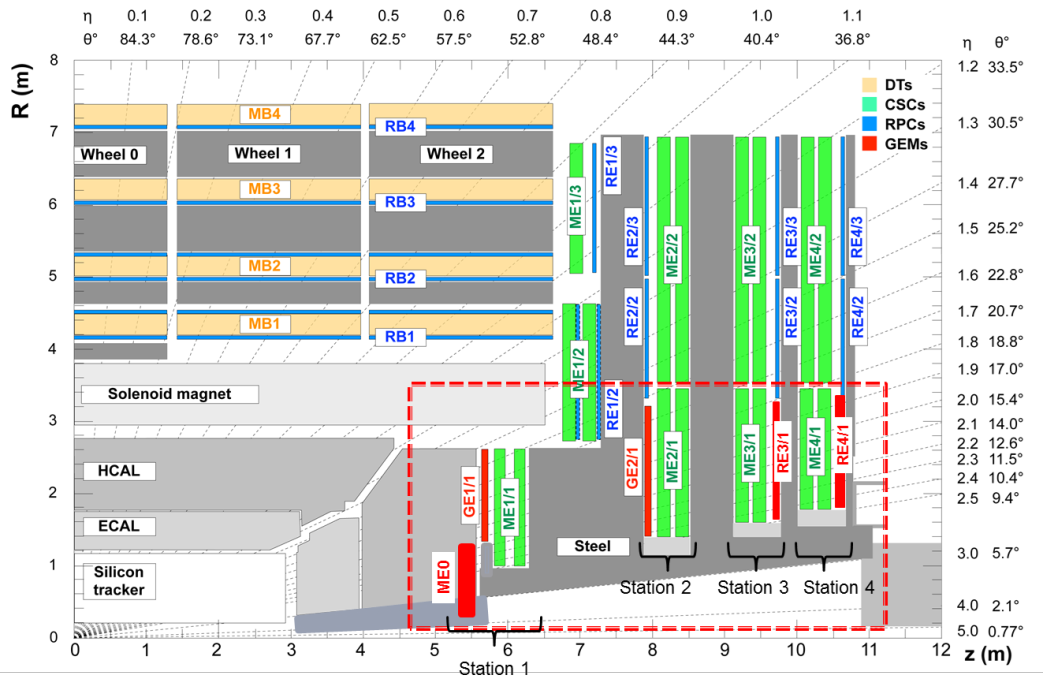 η 0.1 0.2 0.3 0.4 0.5 0.6 0.7 0.8 0.9 1.0 1.1
θ° 84.3° 78.6° 73.1° 67.7° 62.5° 57.5° 52.8° 48.4° 44.3° 40.4° 36.8° η θ°
R (m)
8
7
6
5
4
3
2
1
0
1.2 33.5°
1.3 30.5°
1.4 27.7°
1.5 25.2°
1.6 22.8°
1.7 20.7°
1.8 18.8°
1.9 17.0°
2.0 15.4°
2.1 14.0°
2.2 12.6°
2.3 11.5°
2.4 10.4°
2.5 9.4°
3.0 5.7°
4.0 2.1°
5.0 0.77°
DTs
CSCs
RPCs
GEMs
MB4
RB4
Wheel 0
Wheel 1
Wheel 2
MB3
RB3
MB2
RB2
MB1
RB1
Solenoid magnet
HCAL
ECAL
Silicon
tracker
Steel
ME1/3
RE1/3
ME1/2
RE1/2
RE2/3
RE2/2
ME2/2
ME3/2
RE3/3
RE3/2
ME4/2
RE4/3
RE4/2
GE1/1
ME1/1
ME0
GE2/1
ME2/1
ME3/1
RE3/1
ME4/1
RE4/1
Station 2
Station 3
Station 4
Station 1
0 1 2 3 4 5 6 7 8 9 10 11 12
z (m)